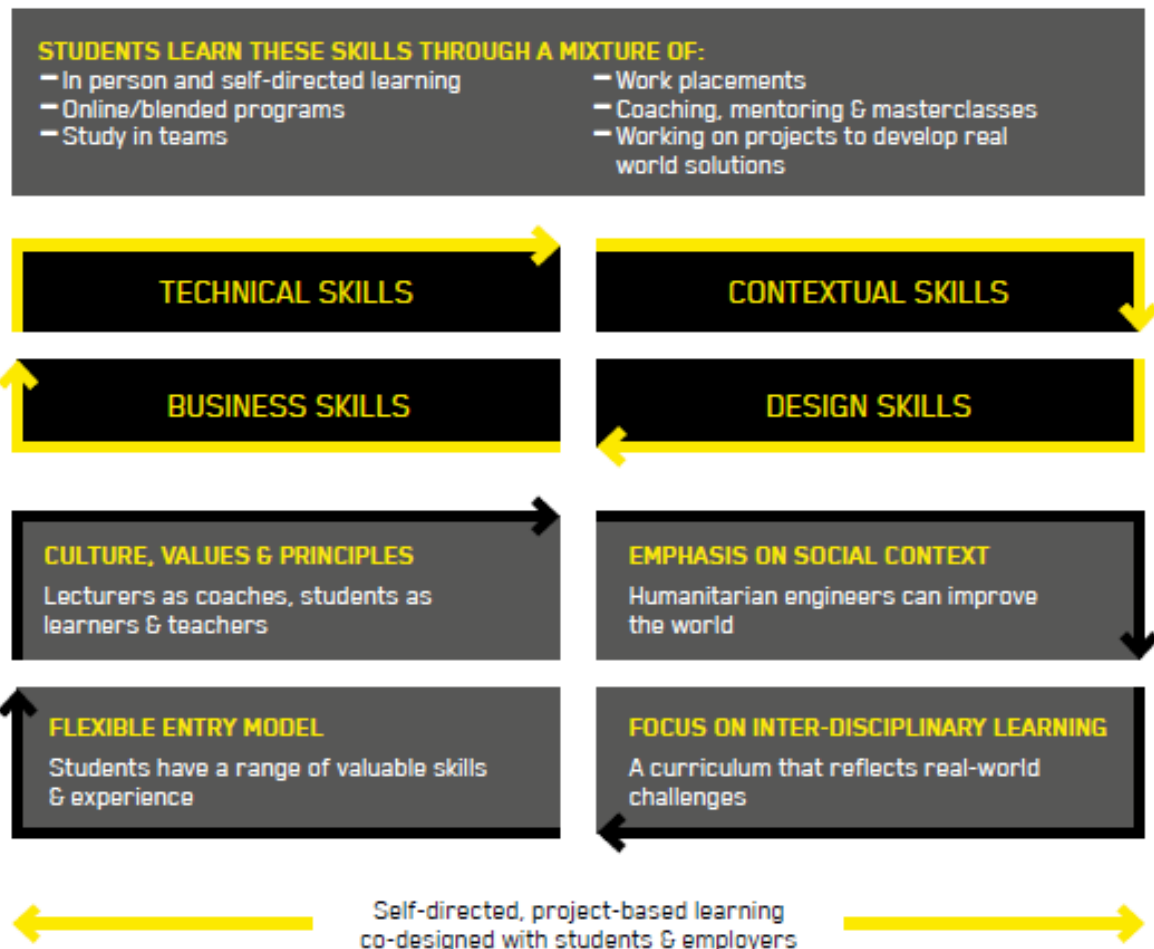 STUDENTS LEARN THESE SKILLS THROUGH A MIXTURE OF:
– In person and self-directed learning
– Online/blended programs
– Study in teams
– Work placements
– Coaching, mentoring & masterclasses
– Working on projects to develop real
world solutions
TECHNICAL SKILLS
CONTEXTUAL SKILLS
BUSINESS SKILLS
DESIGN SKILLS
CULTURE, VALUES & PRINCIPLES
Lecturers as coaches, students as
learners & teachers
EMPHASIS ON SOCIAL CONTEXT
Humanitarian engineers can improve
the world
FLEXIBLE ENTRY MODEL
Students have a range of valuable skills
& experience
FOCUS ON INTER-DISCIPLINARY LEARNING
A curriculum that reflects real-world
challenges
Self-directed, project-based learning
co-designed with students & employers